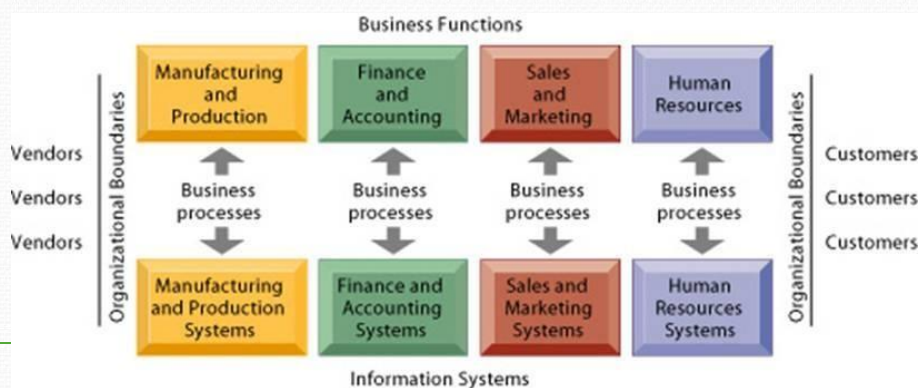 Business Functions
Manufacturing
and
Production
Finance
and
Accounting
Sales
and
Marketing
Human
Resources
Organizational Boundaries
Vendors
Vendors
Vendors
Business
processes
Business
processes
Business
processes
Business
processes
Organizational Boundaries
Customers
Customers
Customers
Manufacturing
and Production
Systems
Finance and
Accounting
Systems
Sales and
Marketing
Systems
Human
Resources
Systems
Information Systems